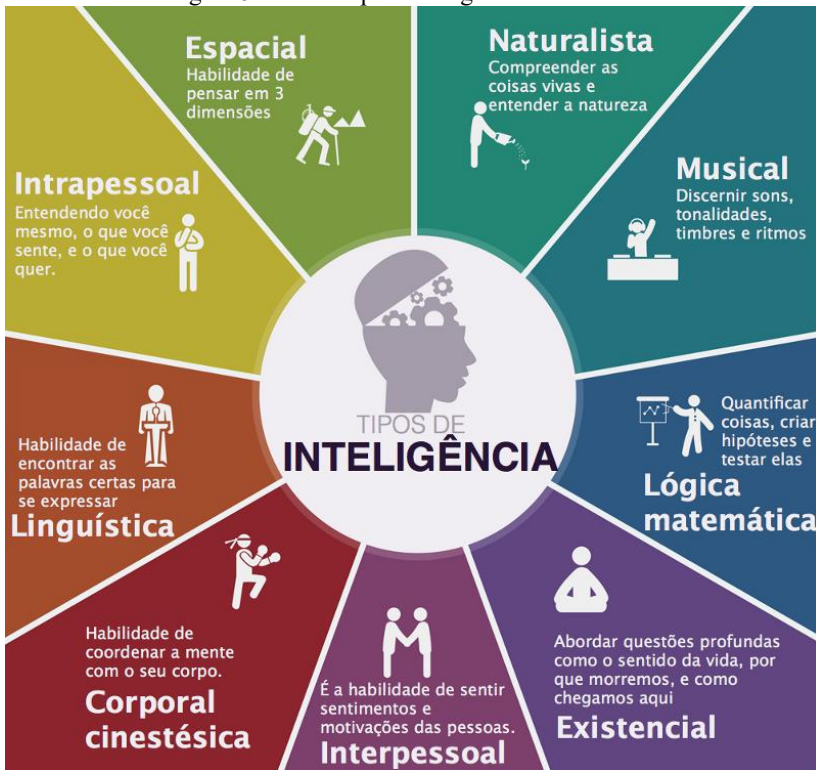 Espacial
Habilidade de
pensar em 3
dimensões
Naturalista
Compreender as
coisas vivas e
entender a natureza
Musical
Discernir sons,
tonalidades,
timbres e ritmos
Intrapessoal
Entendendo você
mesmo, o que você
sente, e o que você
quer.
TIPOS DE
INTELIGÊNCIA
Quantificar
coisas, criar
hipóteses e
testar elas
Lógica
matemática
Habilidade de
encontrar as
palavras certas para
se expressar
Linguística
Habilidade de
coordenar a mente
com o seu corpo.
Corporal
cinestésica
É a habilidade de sentir
sentimentos e
motivações das pessoas.
Interpessoal
Abordar questões profundas
como o sentido da vida, por
que morremos, e como
chegamos aqui
Existencial